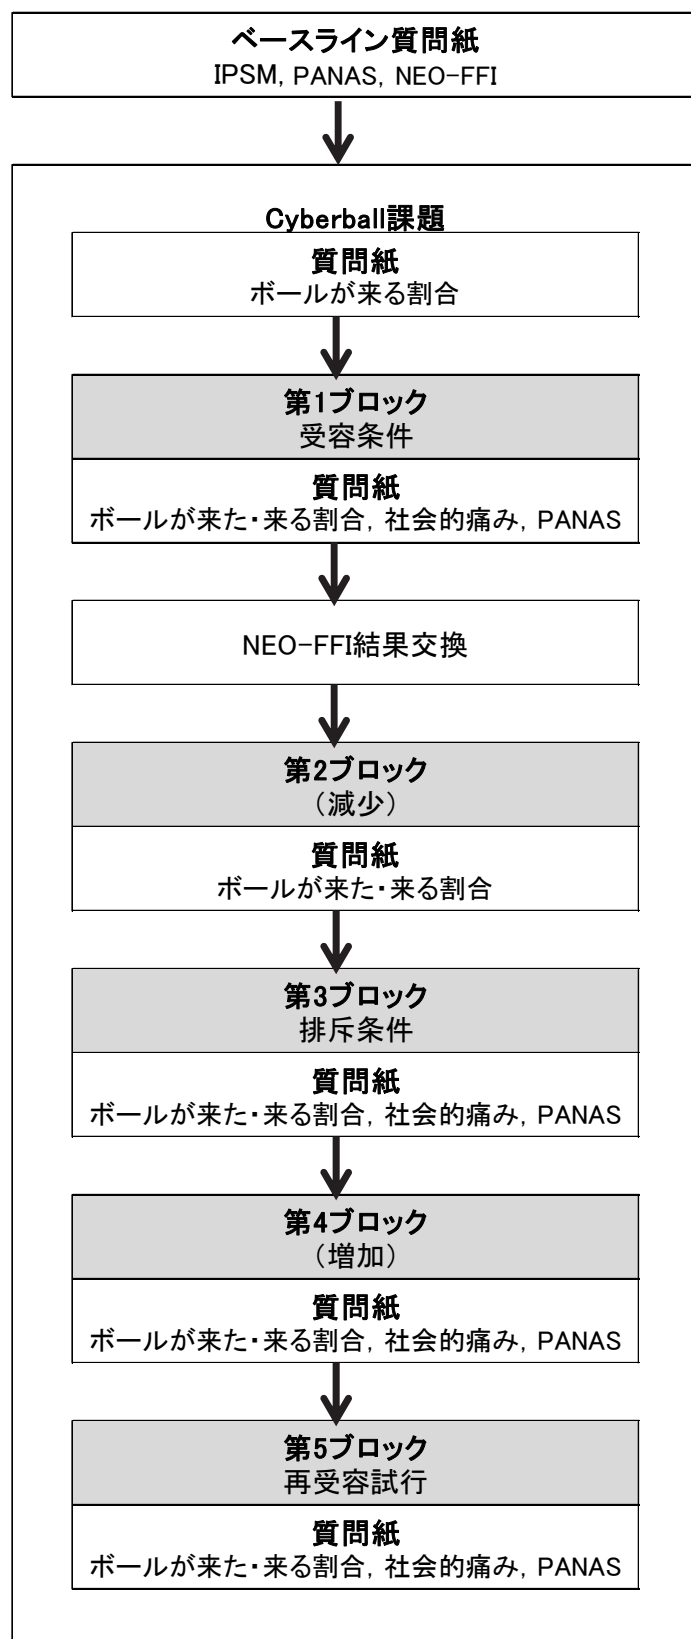 ベースライン質問紙
IPSM, PANAS, NEO-FFI
Cyberball課題
質問紙
ボールが来る割合
第1ブロック
受容条件
質問紙
ボールが来た・来る割合, 社会的痛み, PANAS
NEO-FFI結果交換
第2ブロック
（減少）
質問紙
ボールが来た・来る割合
第3ブロック
排斥条件
質問紙
ボールが来た・来る割合, 社会的痛み, PANAS
第4ブロック
（増加）
質問紙
ボールが来た・来る割合, 社会的痛み, PANAS
第5ブロック
再受容試行
質問紙
ボールが来た・来る割合, 社会的痛み, PANAS